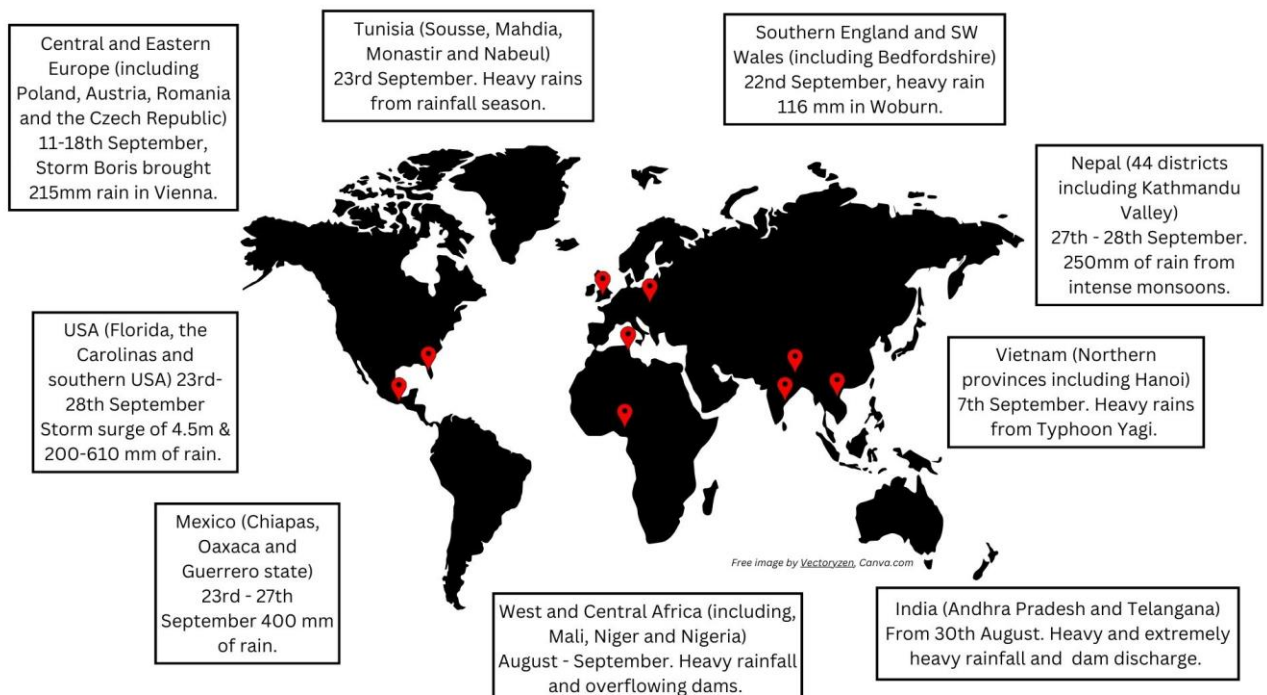 Central and Eastern
Europe (including
Poland, Austria, Romania
and the Czech Republic)
11-18th September,
Storm Boris brought
215mm rain in Vienna.
Tunisia (Sousse, Mahdia,
Monastir and Nabeul)
23rd September. Heavy rains
from rainfall season.
Southern England and SW
Wales (including Bedfordshire)
22nd September, heavy rain
116 mm in Woburn.
Nepal (44 districts
including Kathmandu
Valley)
27th - 28th September.
250mm of rain from
intense monsoons.
USA (Florida, the
Carolinas and
southern USA) 23rd-
28th September
Storm surge of 4.5m &
200-610 mm of rain.
Vietnam (Northern
provinces including Hanoi)
7th September. Heavy rains
from Typhoon Yagi.
Mexico (Chiapas,
Oaxaca and
Guerrero state)
23rd - 27th
September 400 mm
of rain.
Free image by Vectoryzen, Canva.com
West and Central Africa (including,
Mali, Niger and Nigeria)
August - September. Heavy rainfall
and overflowing dams.
India (Andhra Pradesh and Telangana)
From 30th August. Heavy and extremely
heavy rainfall and dam discharge.